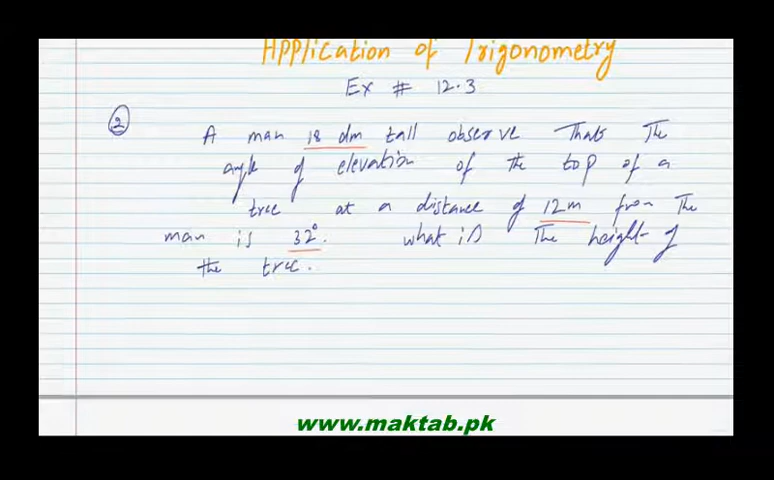 Application of Trigonometry
Ex # 12.3
2 A man 18 dm tall observe that the
angle of elevation of the top of a
tree at a distance of 12m from the
man is 32°. what is The height of
the tree.
www.maktab.pk